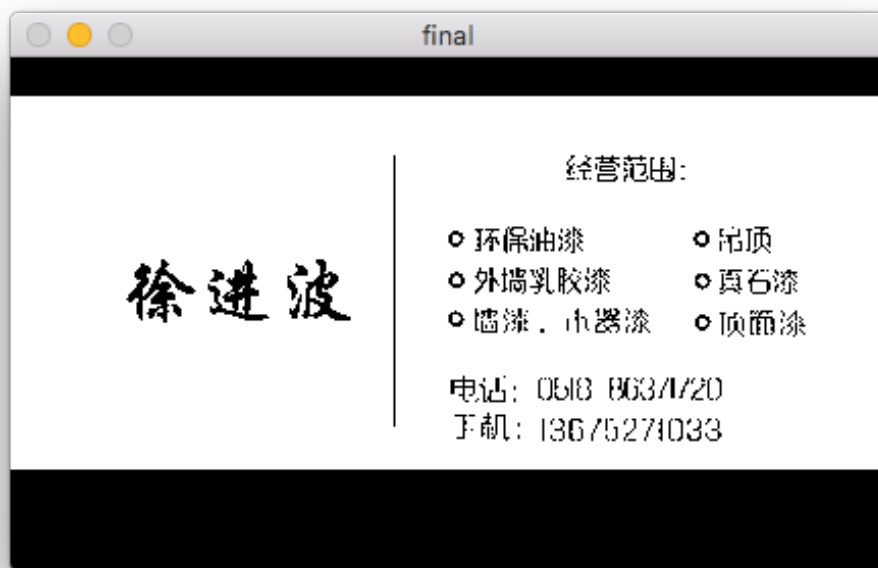 final
徐进波
经营范围:
环保油漆 吊顶
外墙乳胶漆 真石漆
墙漆、木器漆 顶面漆
电话: 0518 86371720
手机: 13675271033